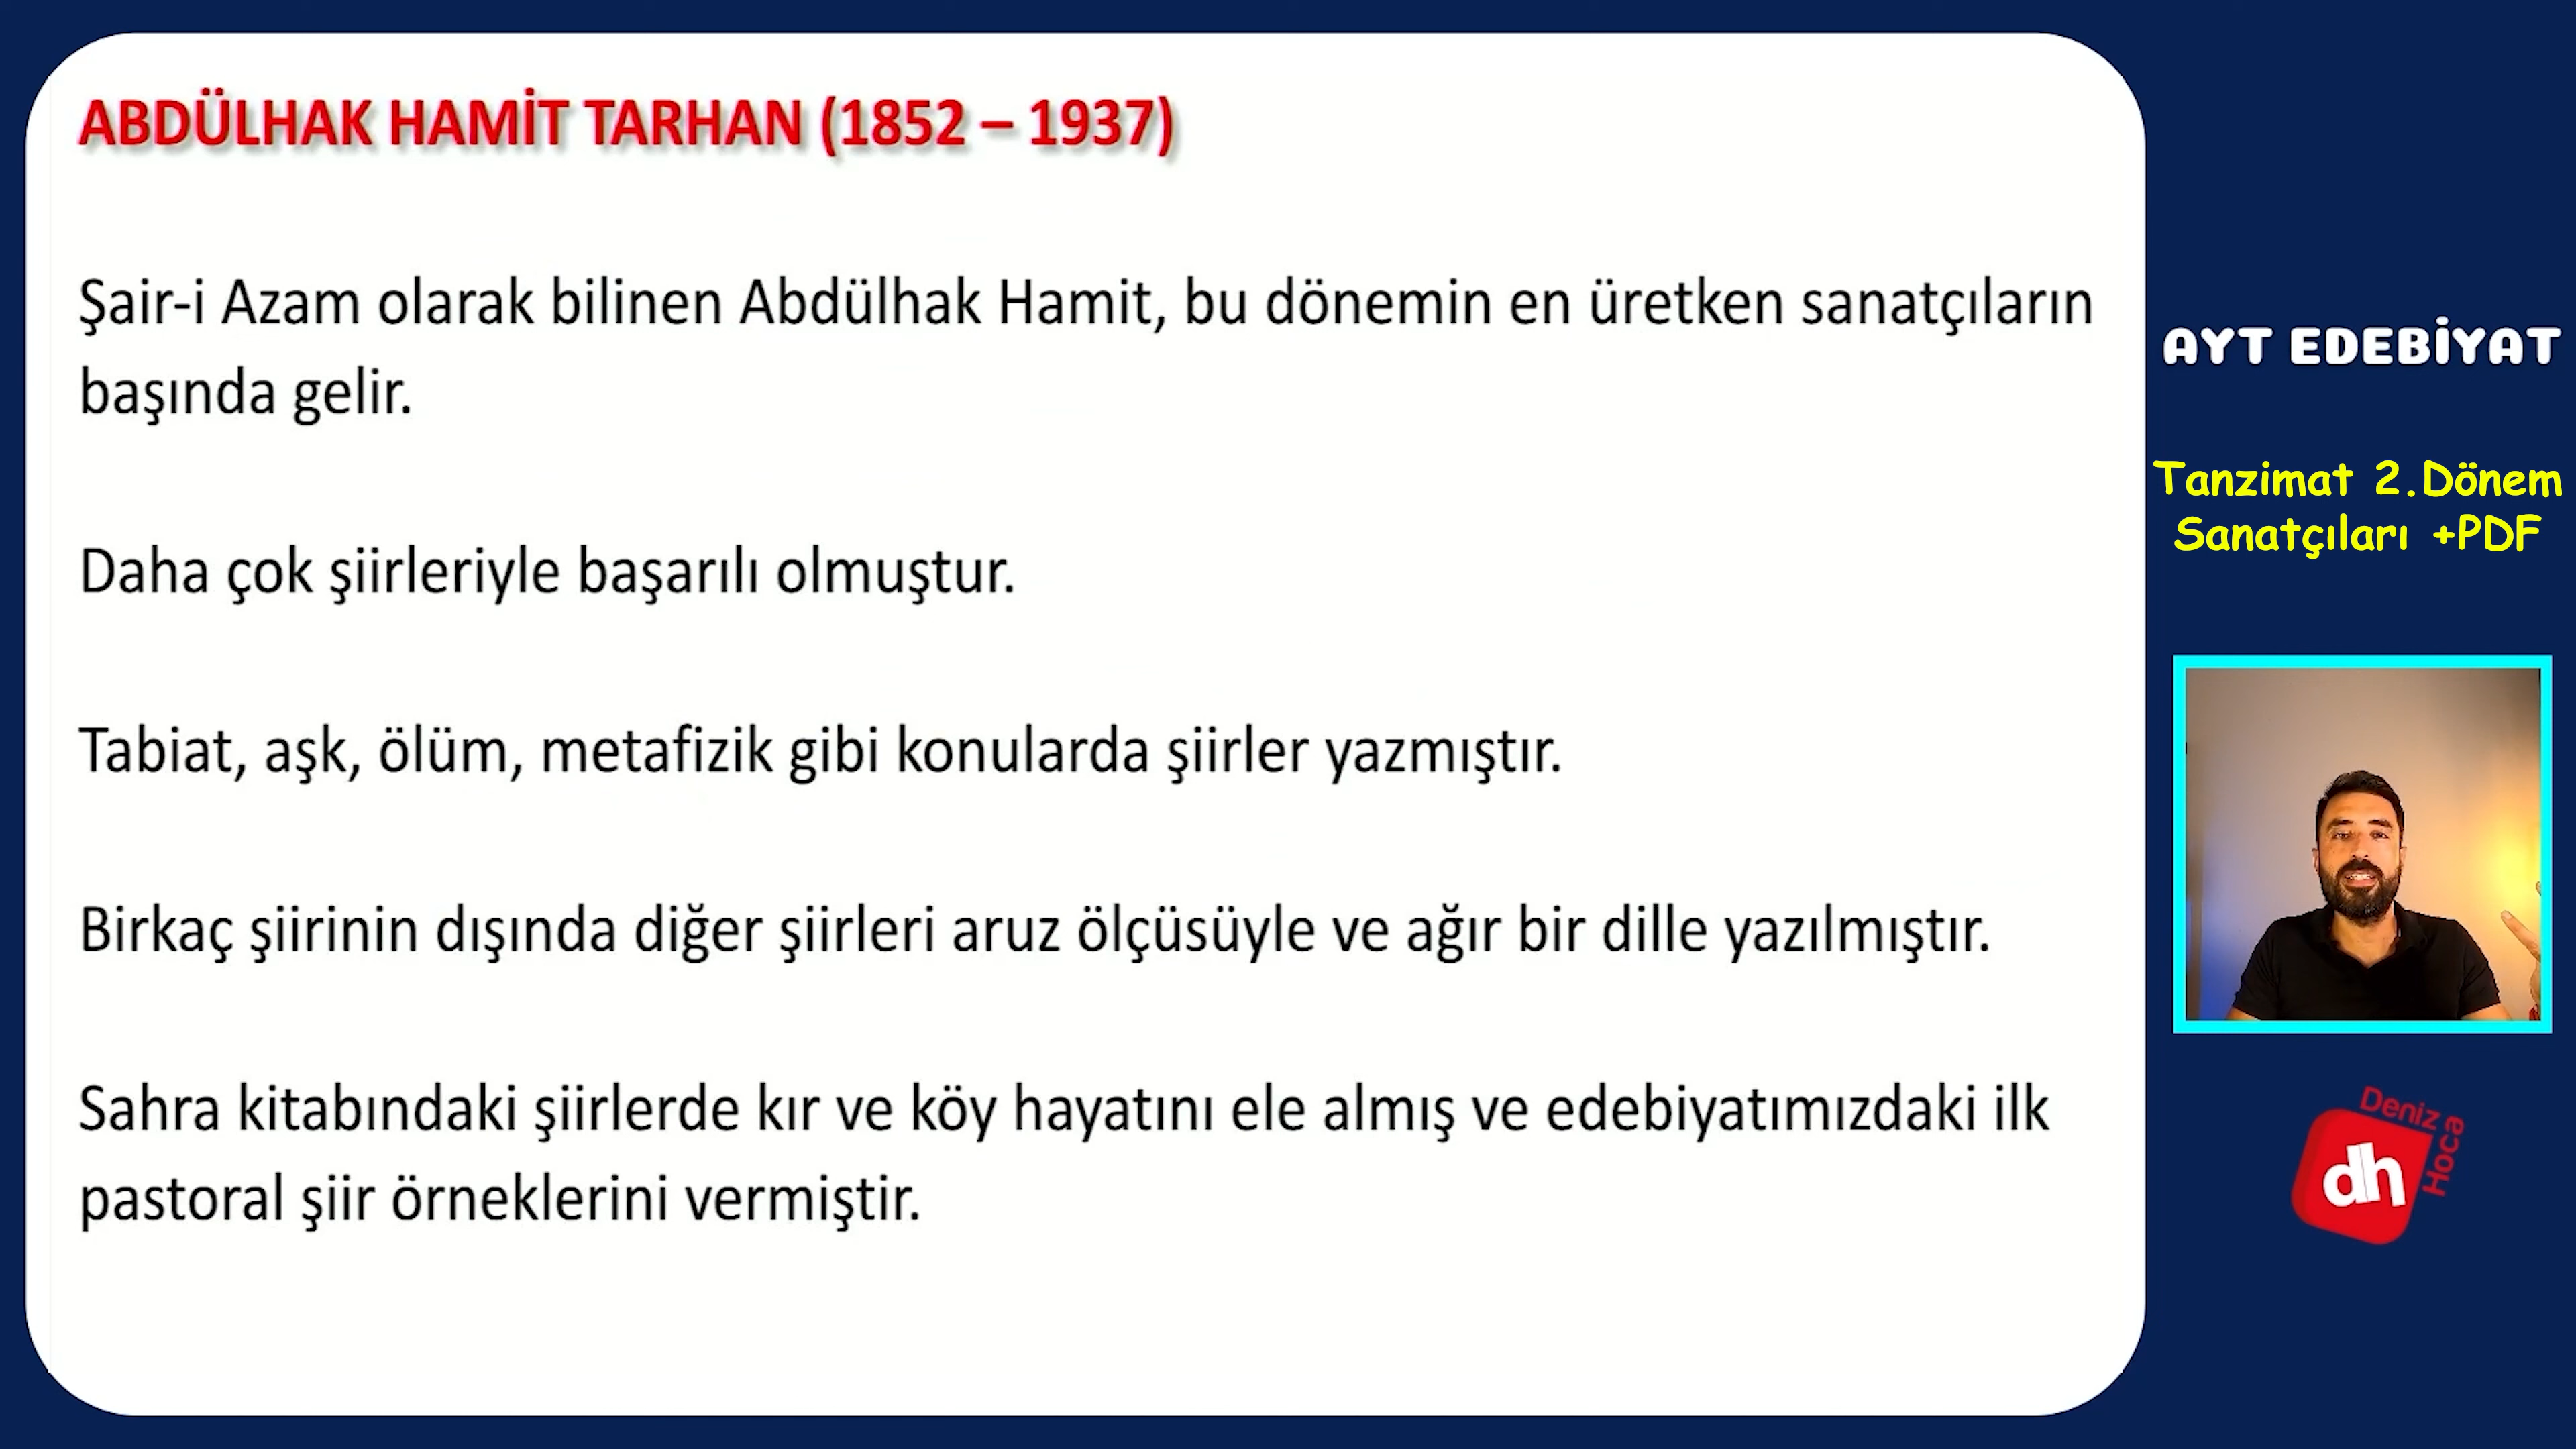 ABDÜLHAK HAMİT TARHAN (1852 – 1937)
Şair-i Azam olarak bilinen Abdülhak Hamit, bu dönemin en üretken sanatçıların
başında gelir.
Daha çok şiirleriyle başarılı olmuştur.
Tabiat, aşk, ölüm, metafizik gibi konularda şiirler yazmıştır.
Birkaç şiirinin dışında diğer şiirleri aruz ölçüsüyle ve ağır bir dille yazılmıştır.
Sahra kitabındaki şiirlerde kır ve köy hayatını ele almış ve edebiyatımızdaki ilk
pastoral şiir örneklerini vermiştir.
AYT EDEBİYAT
Tanzimat 2.Dönem
Sanatçıları +PDF
Deniz
Hoca
dh